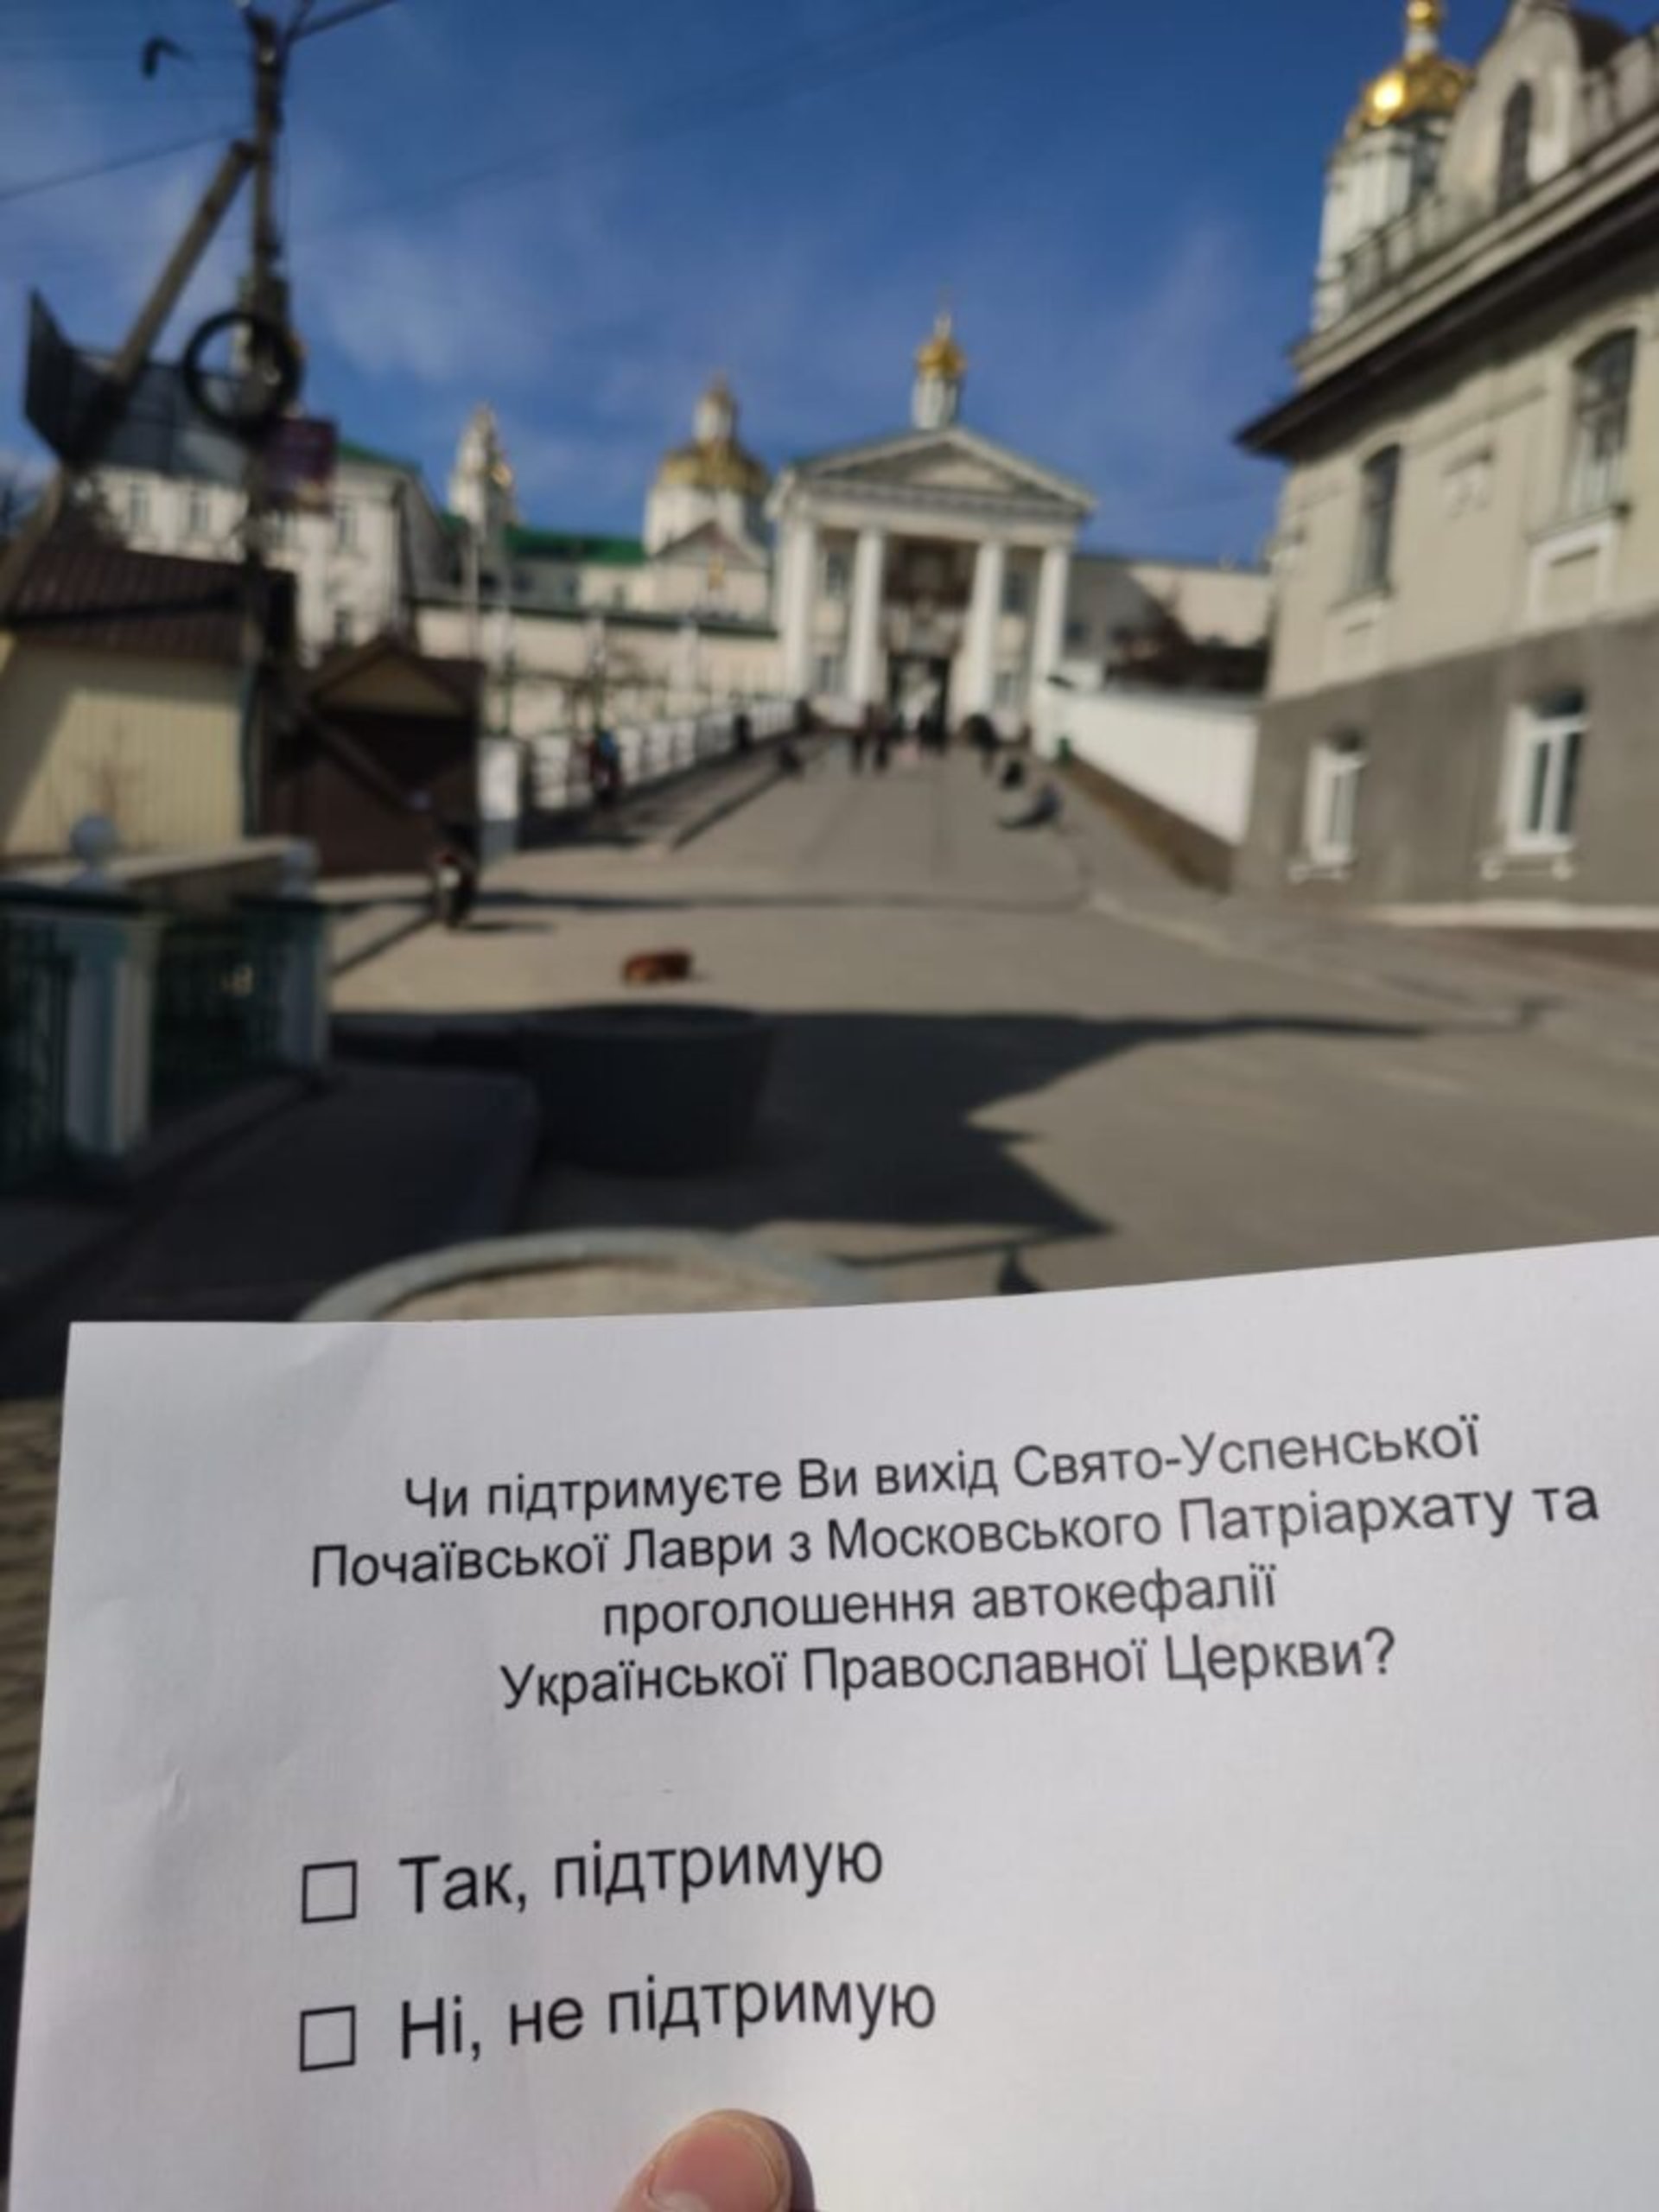 Чи підтримуєте Ви вихід Свято-Успенської
Почаївської Лаври з Московського Патріархату та
проголошення автокефалії
Української Православної Церкви?
Так, підтримую
Ні, не підтримую